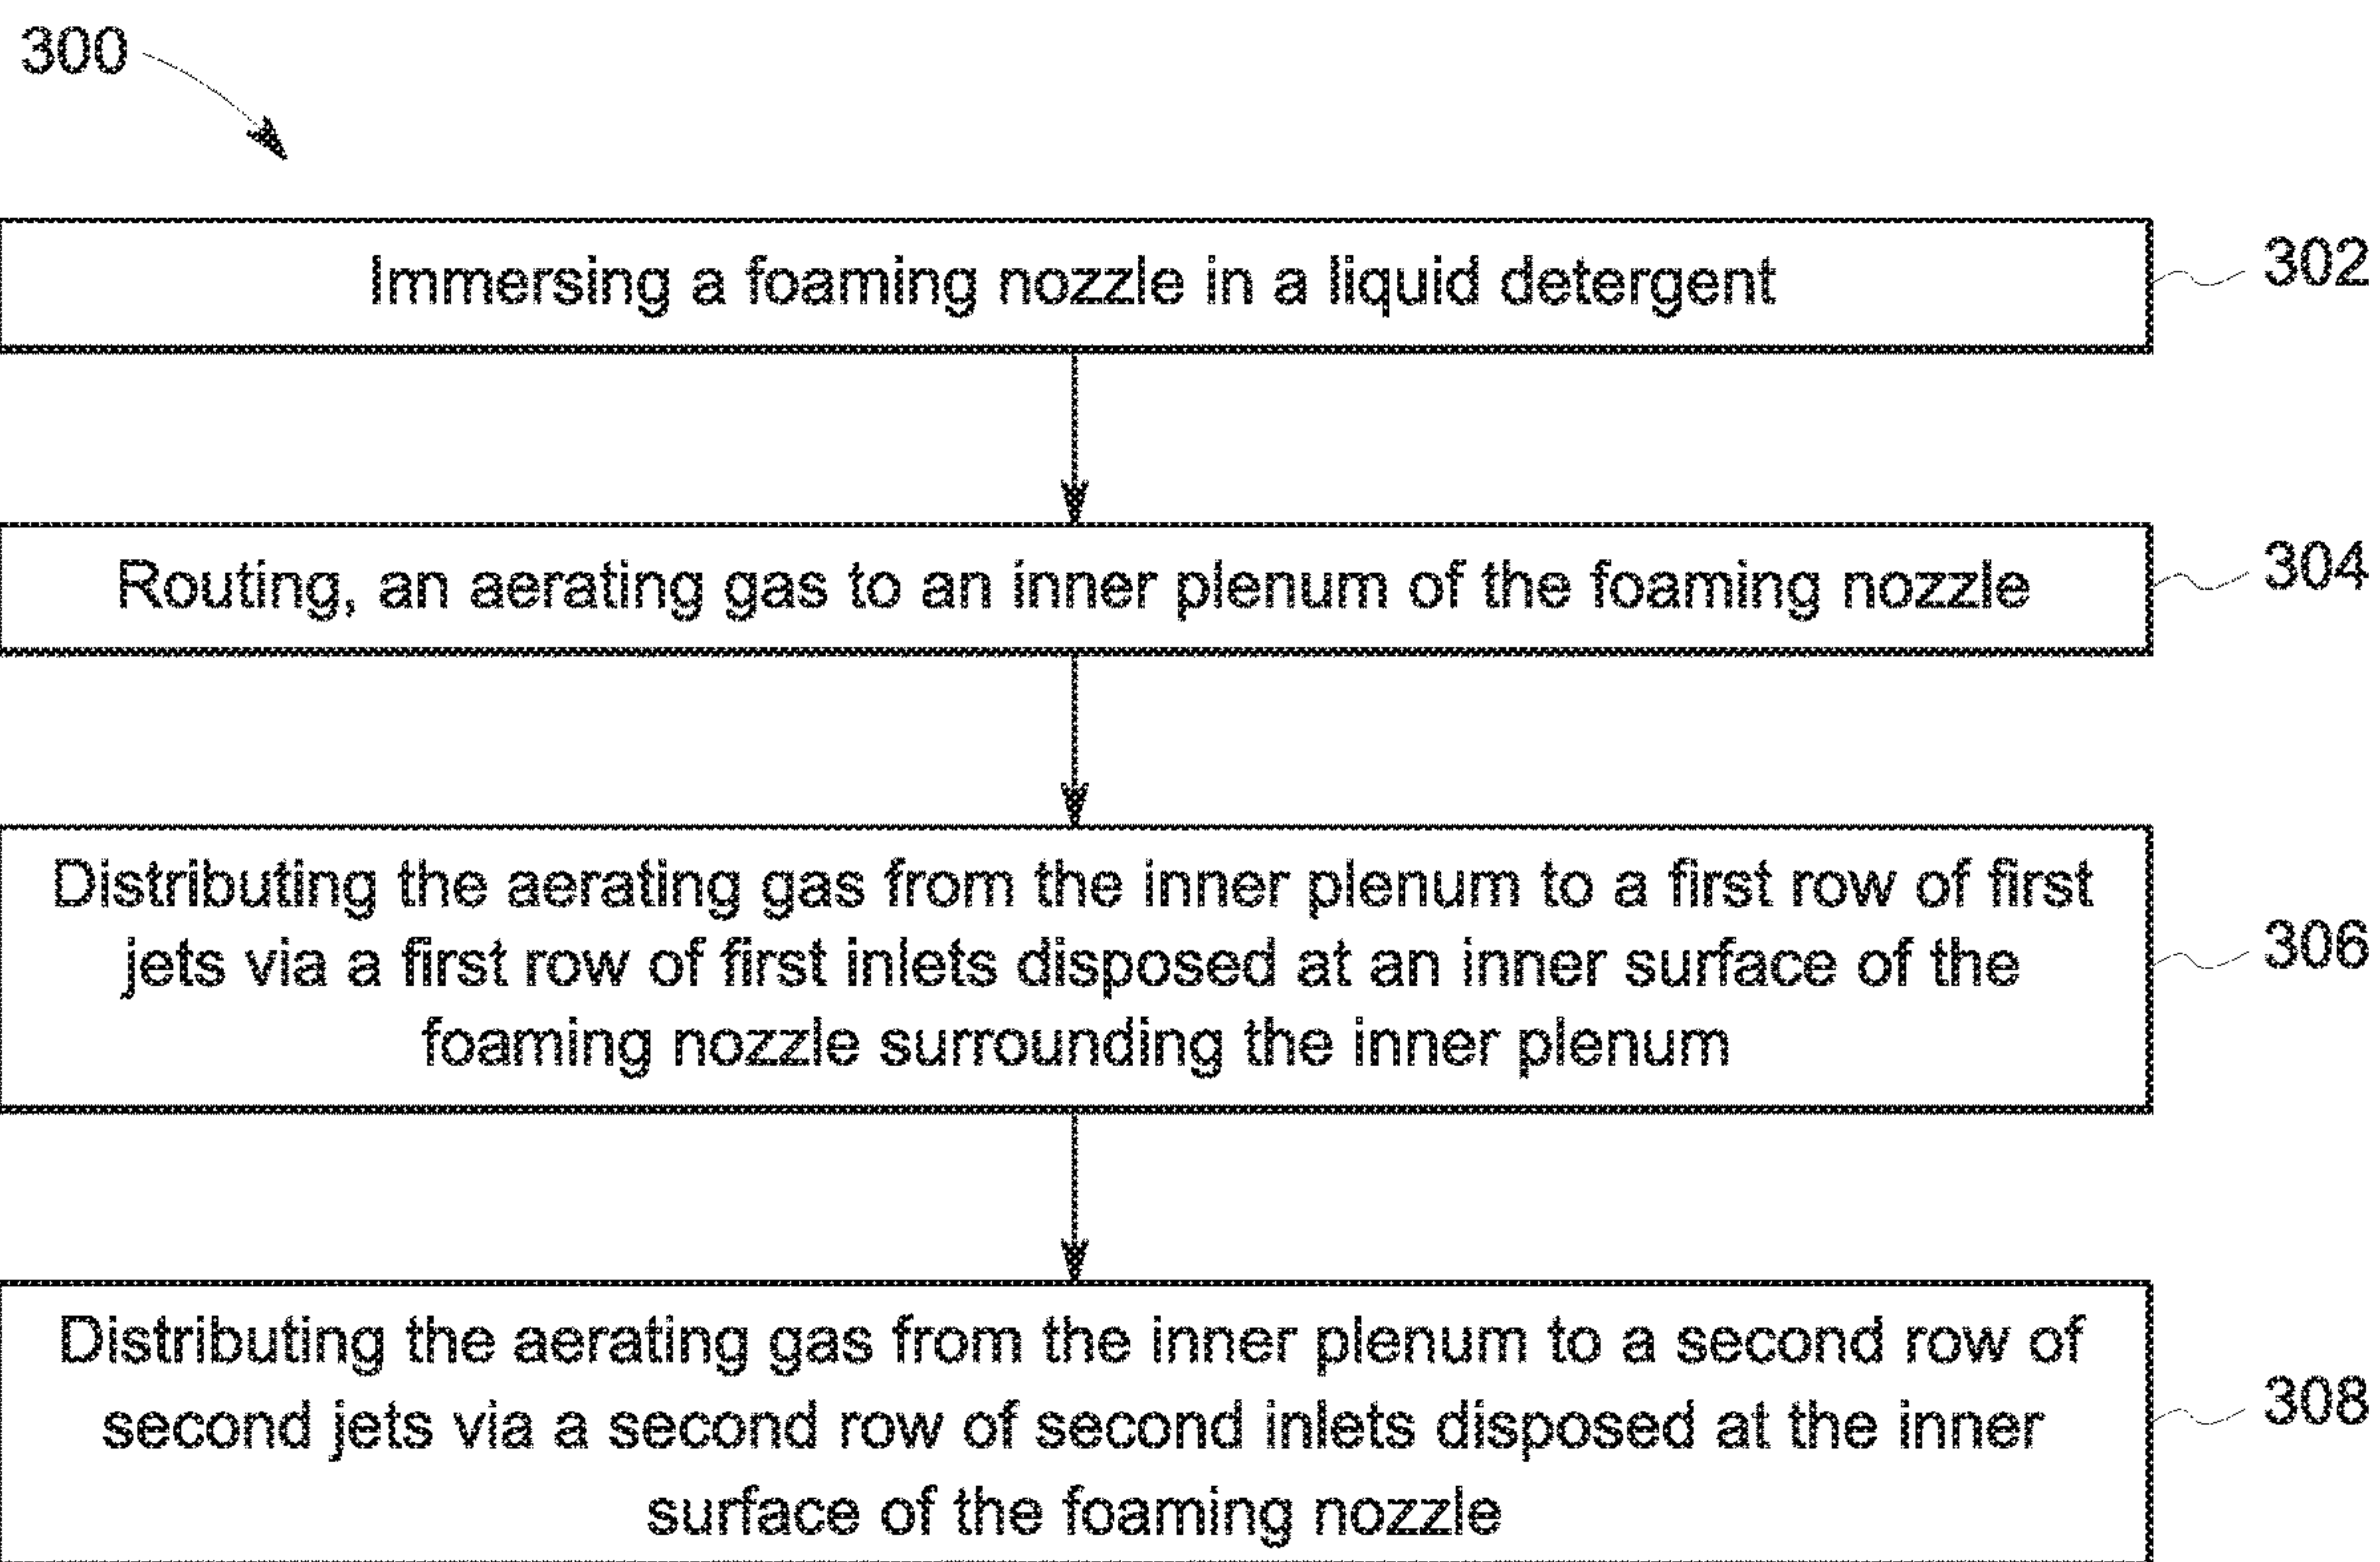 300
Immersing a foaming nozzle in a liquid detergent
302
Routing, an aerating gas to an inner plenum of the foaming nozzle
304
Distributing the aerating gas from the inner plenum to a first row of first
jets via a first row of first inlets disposed at an inner surface of the
foaming nozzle surrounding the inner plenum
306
Distributing the aerating gas from the inner plenum to a second row of
second jets via a second row of second inlets disposed at the inner
surface of the foaming nozzle
308